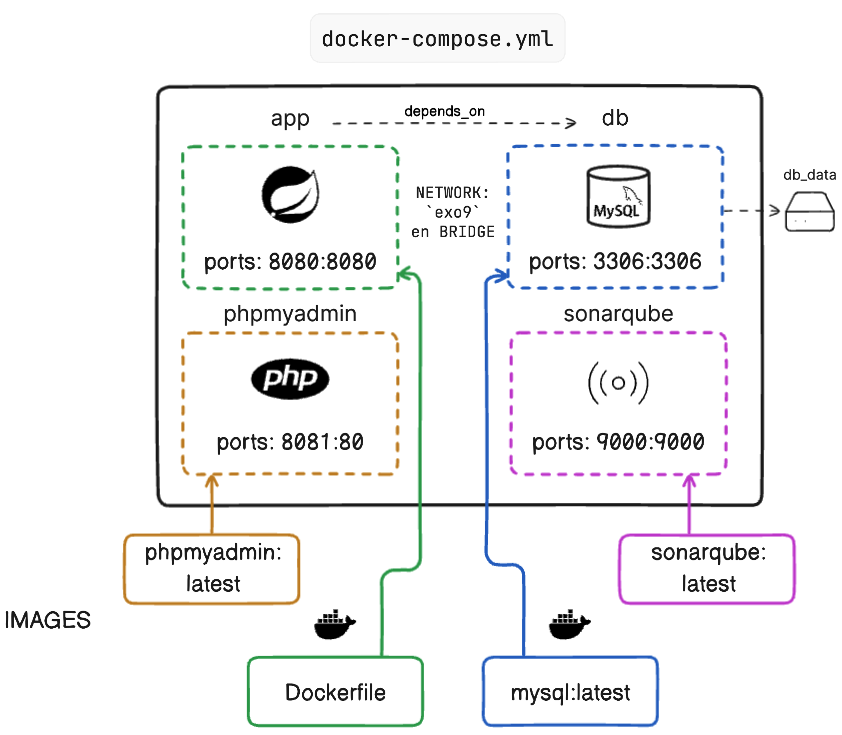 docker-compose.yml
app
depends_on
db
db_data
MySQL
NETWORK:
`exo9`
en BRIDGE
ports: 8080:8080
ports: 3306:3306
phpmyadmin
sonarqube
php
ports: 8081:80
ports: 9000:9000
phpmyadmin:
latest
sonarqube:
latest
IMAGES
Dockerfile
mysql:latest